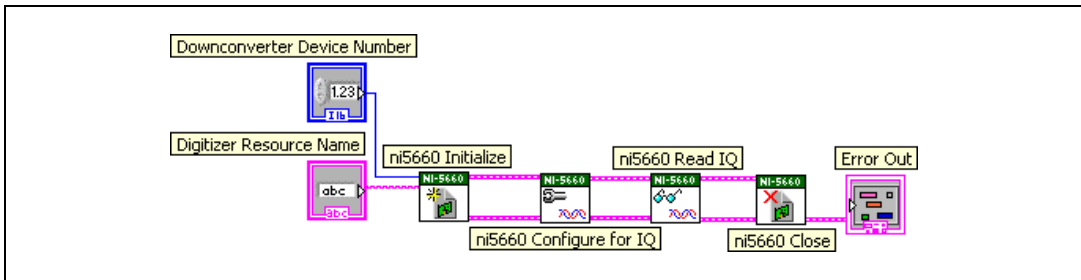 Downconverter Device Number
1.23
I16
Digitizer Resource Name
abc
abc
ni5660 Initialize
ni5660 Read IQ
Error Out
NI-5660
NI-5660
NI-5660
NI-5660
ni5660 Configure for IQ
ni5660 Close